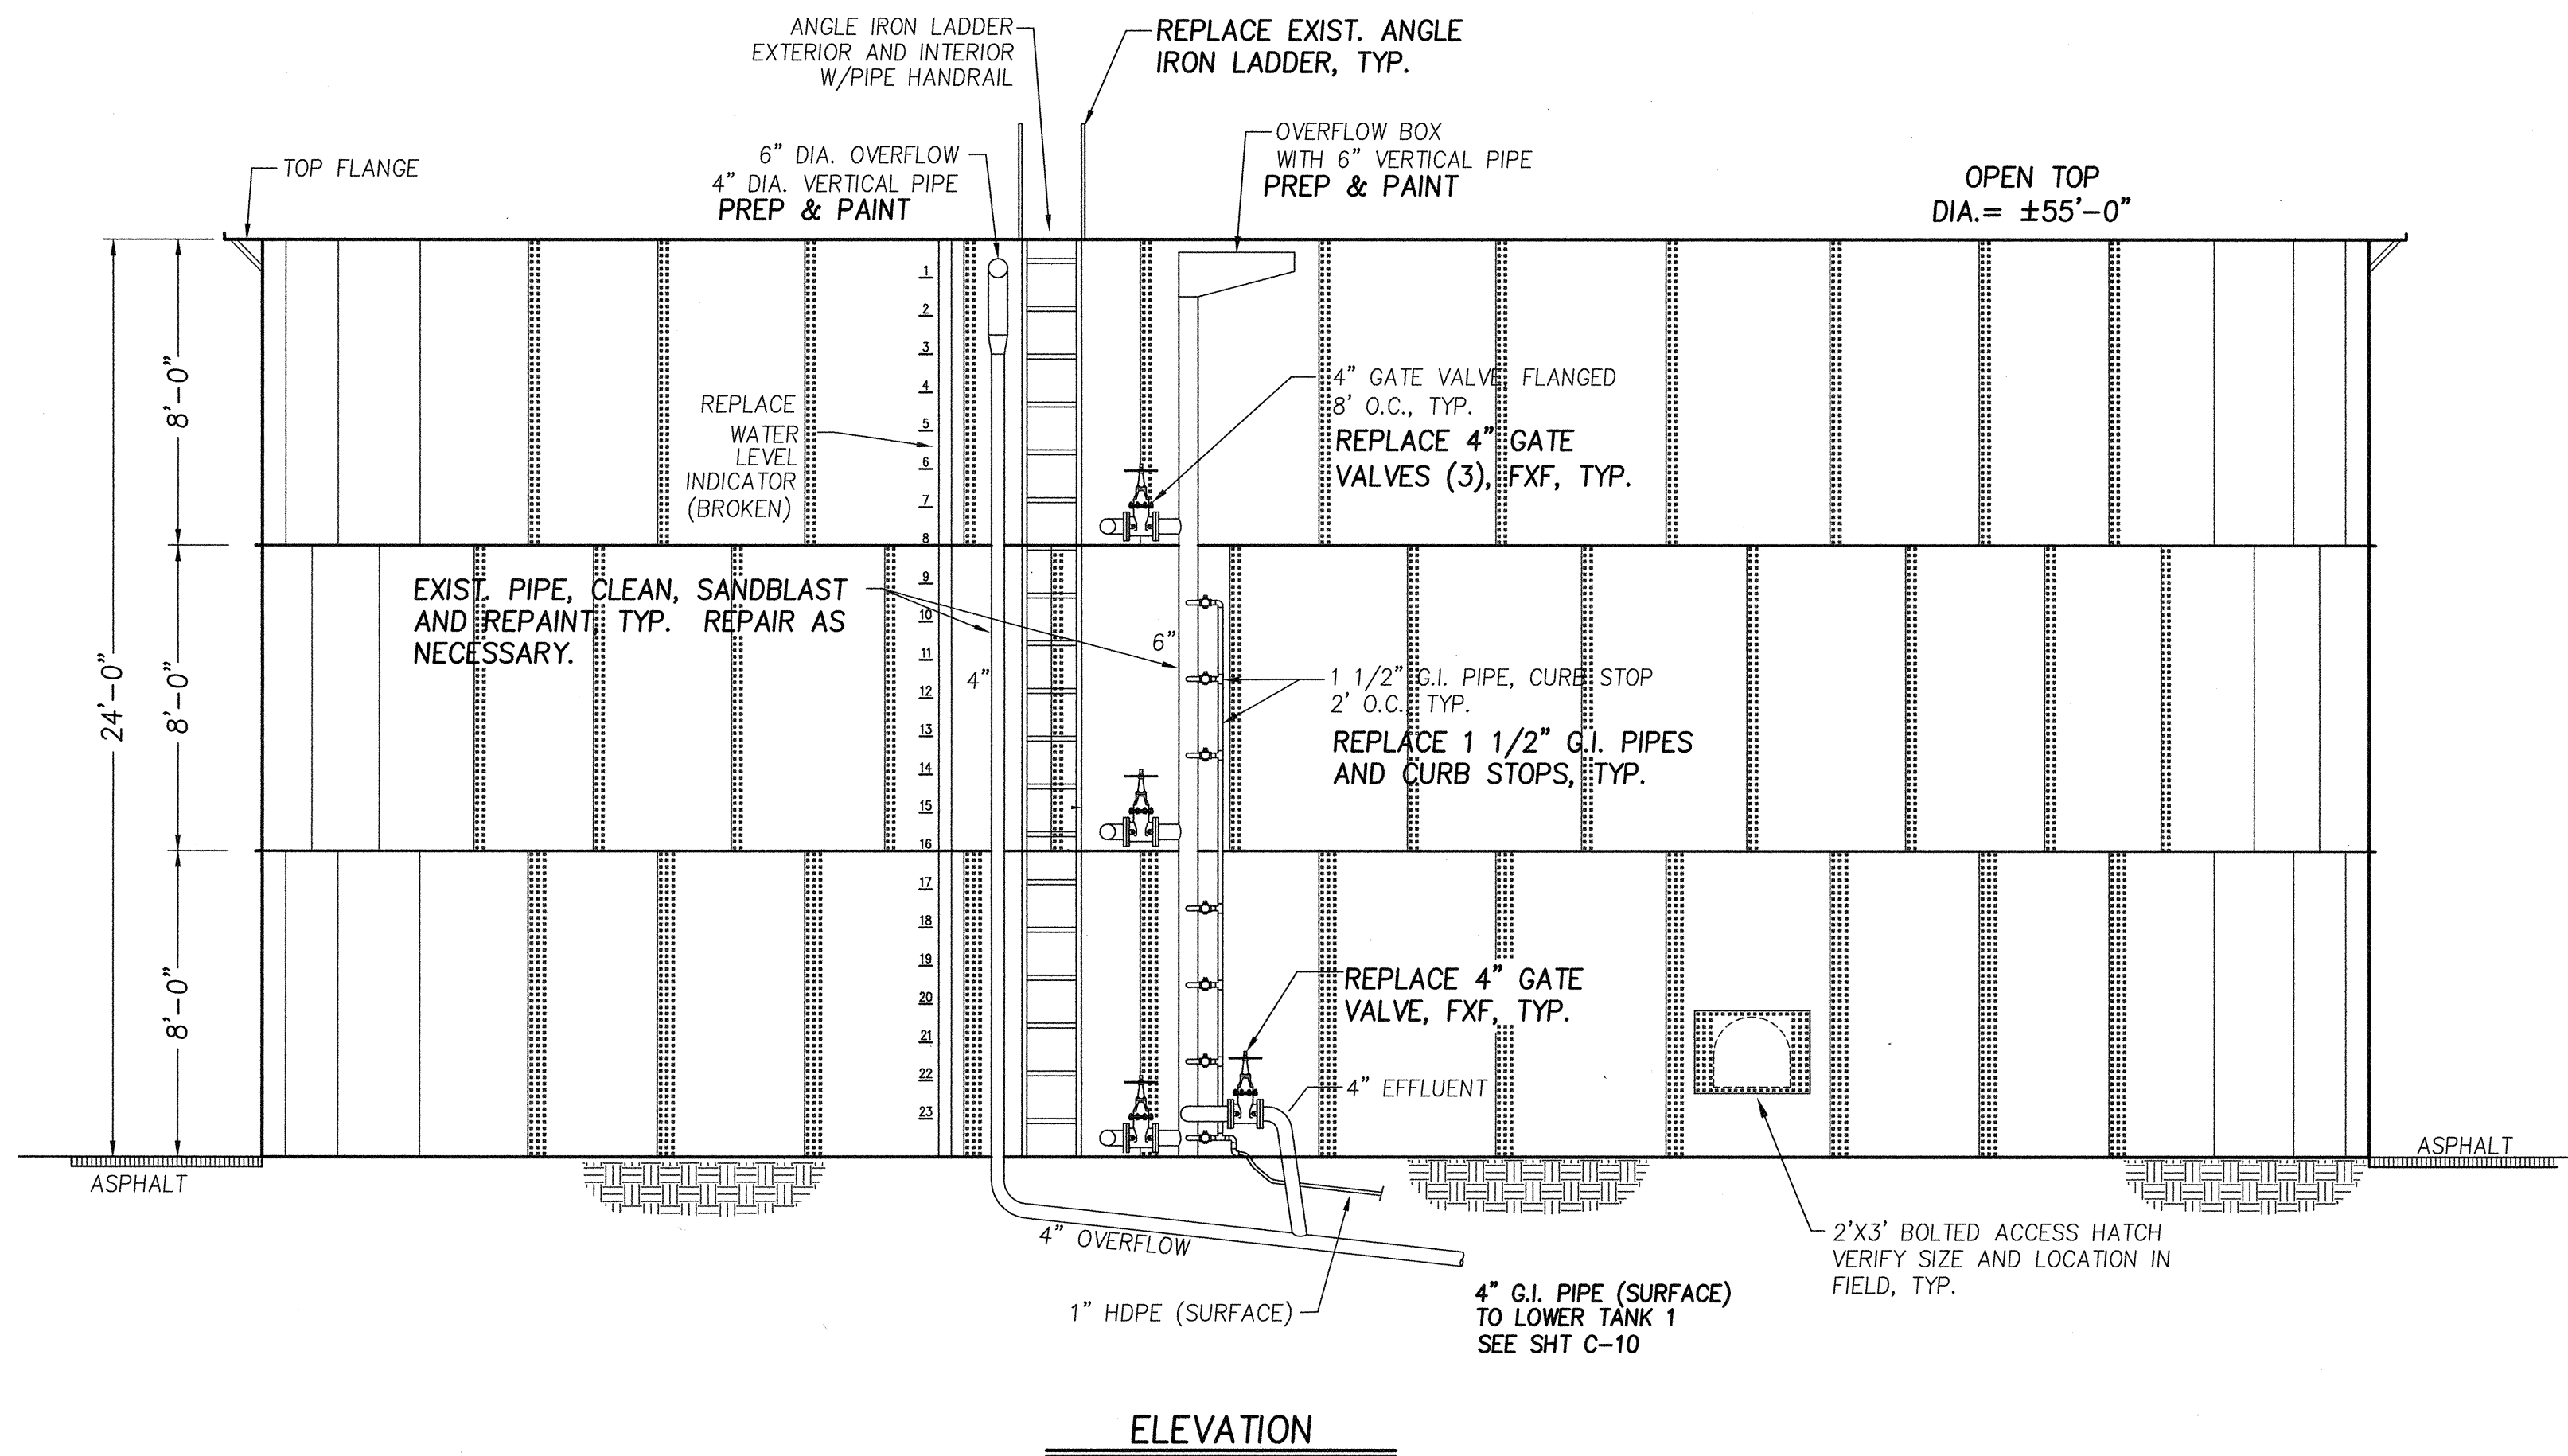 ANGLE IRON LADDER
EXTERIOR AND INTERIOR
W/PIPE HANDRAIL
REPLACE EXIST. ANGLE
IRON LADDER, TYP.
TOP FLANGE
6" DIA. OVERFLOW
4" DIA. VERTICAL PIPE
PREP & PAINT
OVERFLOW BOX
WITH 6" VERTICAL PIPE
PREP & PAINT
OPEN TOP
DIA.= ±55'-0"
24'-0"
8'-0"
8'-0"
8'-0"
1
2
3
4
5
6
7
8
9
10
11
12
13
14
15
16
17
18
19
20
21
22
23
REPLACE
WATER
LEVEL
INDICATOR
(BROKEN)
4" GATE VALVE, FLANGED
8' O.C., TYP.
REPLACE 4" GATE
VALVES (3), FXF, TYP.
EXIST. PIPE, CLEAN, SANDBLAST
AND REPAINT, TYP. REPAIR AS
NECESSARY.
4"
6"
1 1/2" G.I. PIPE, CURB STOP
2' O.C., TYP.
REPLACE 1 1/2" G.I. PIPES
AND CURB STOPS, TYP.
REPLACE 4" GATE
VALVE, FXF, TYP.
4" EFFLUENT
ASPHALT
ASPHALT
4" OVERFLOW
1" HDPE (SURFACE)
4" G.I. PIPE (SURFACE)
TO LOWER TANK 1
SEE SHT C-10
2'X3' BOLTED ACCESS HATCH
VERIFY SIZE AND LOCATION IN
FIELD, TYP.
ELEVATION